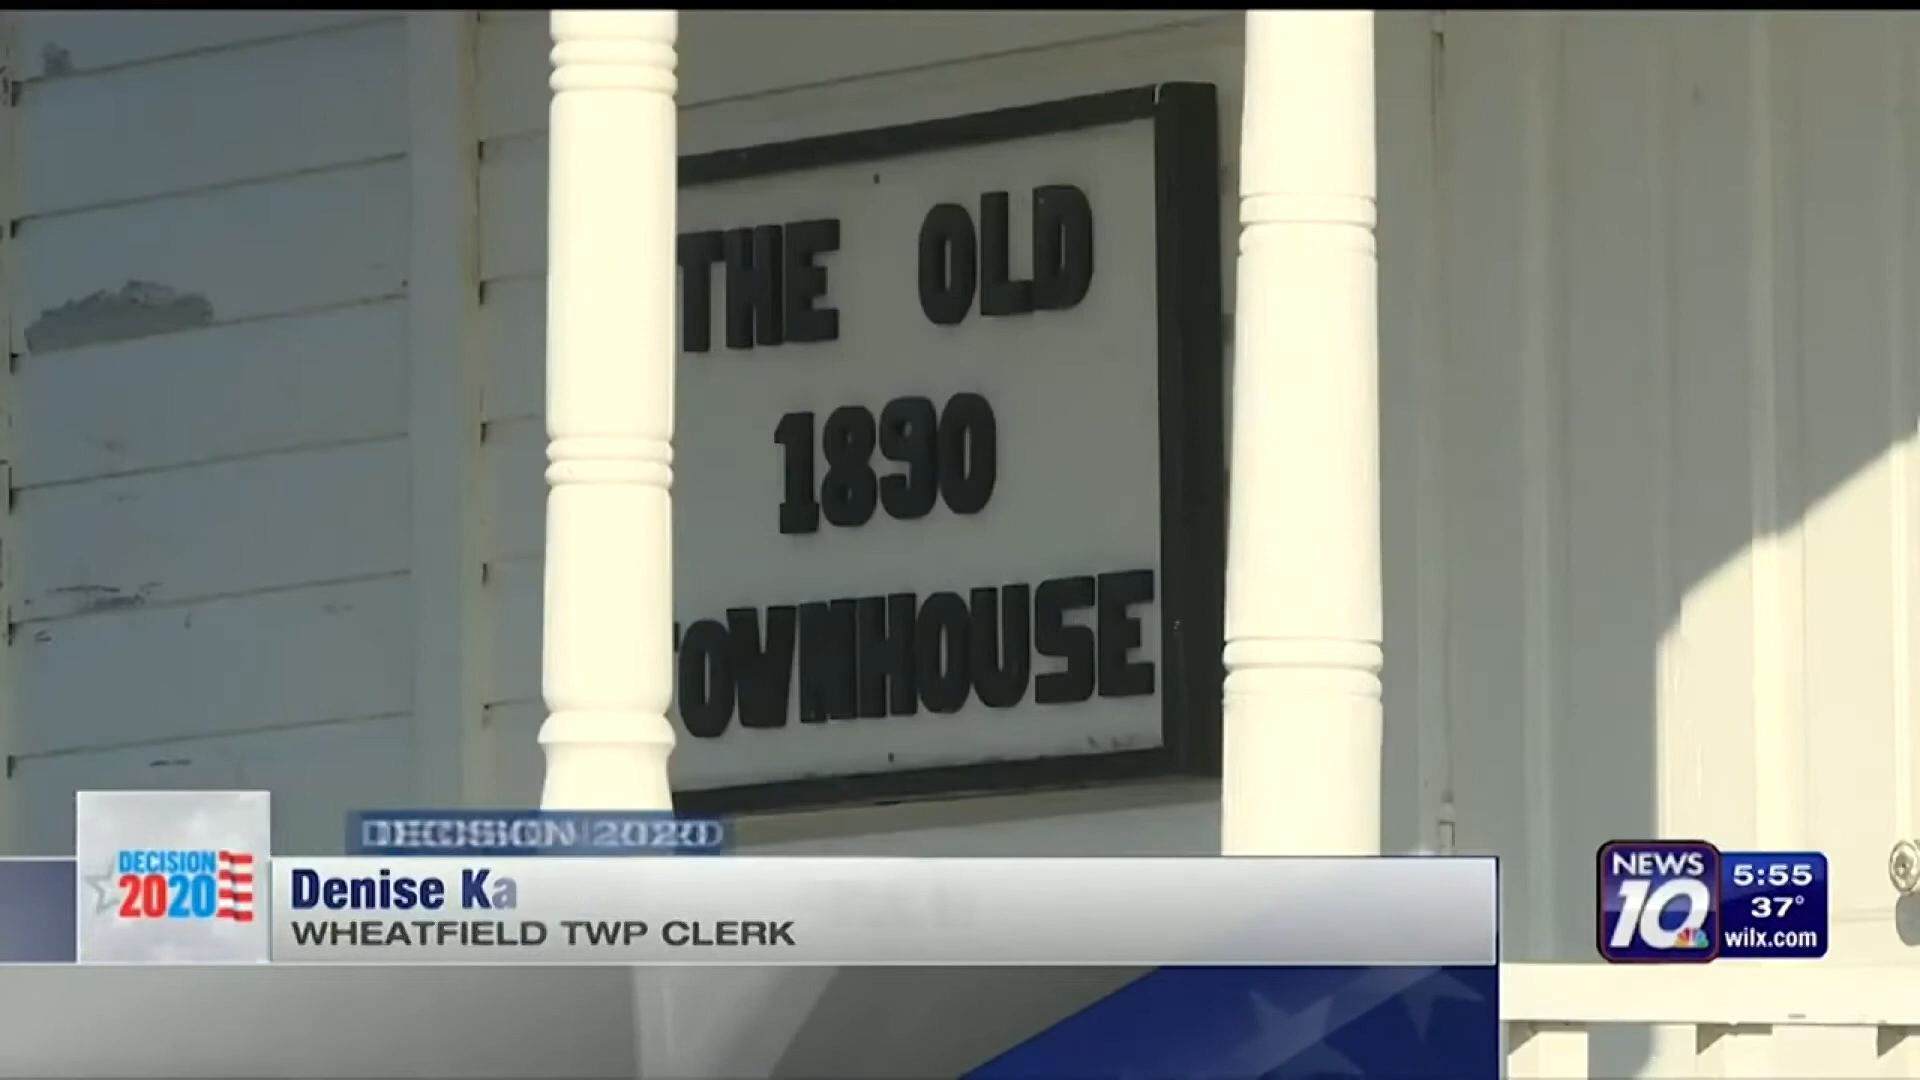 THE OLD
1890
TOWNHOUSE
DECISION 2020
DECISION
2020
Denise Ka
WHEATFIELD TWP CLERK
NEWS
10
5:55
37°
wilx.com